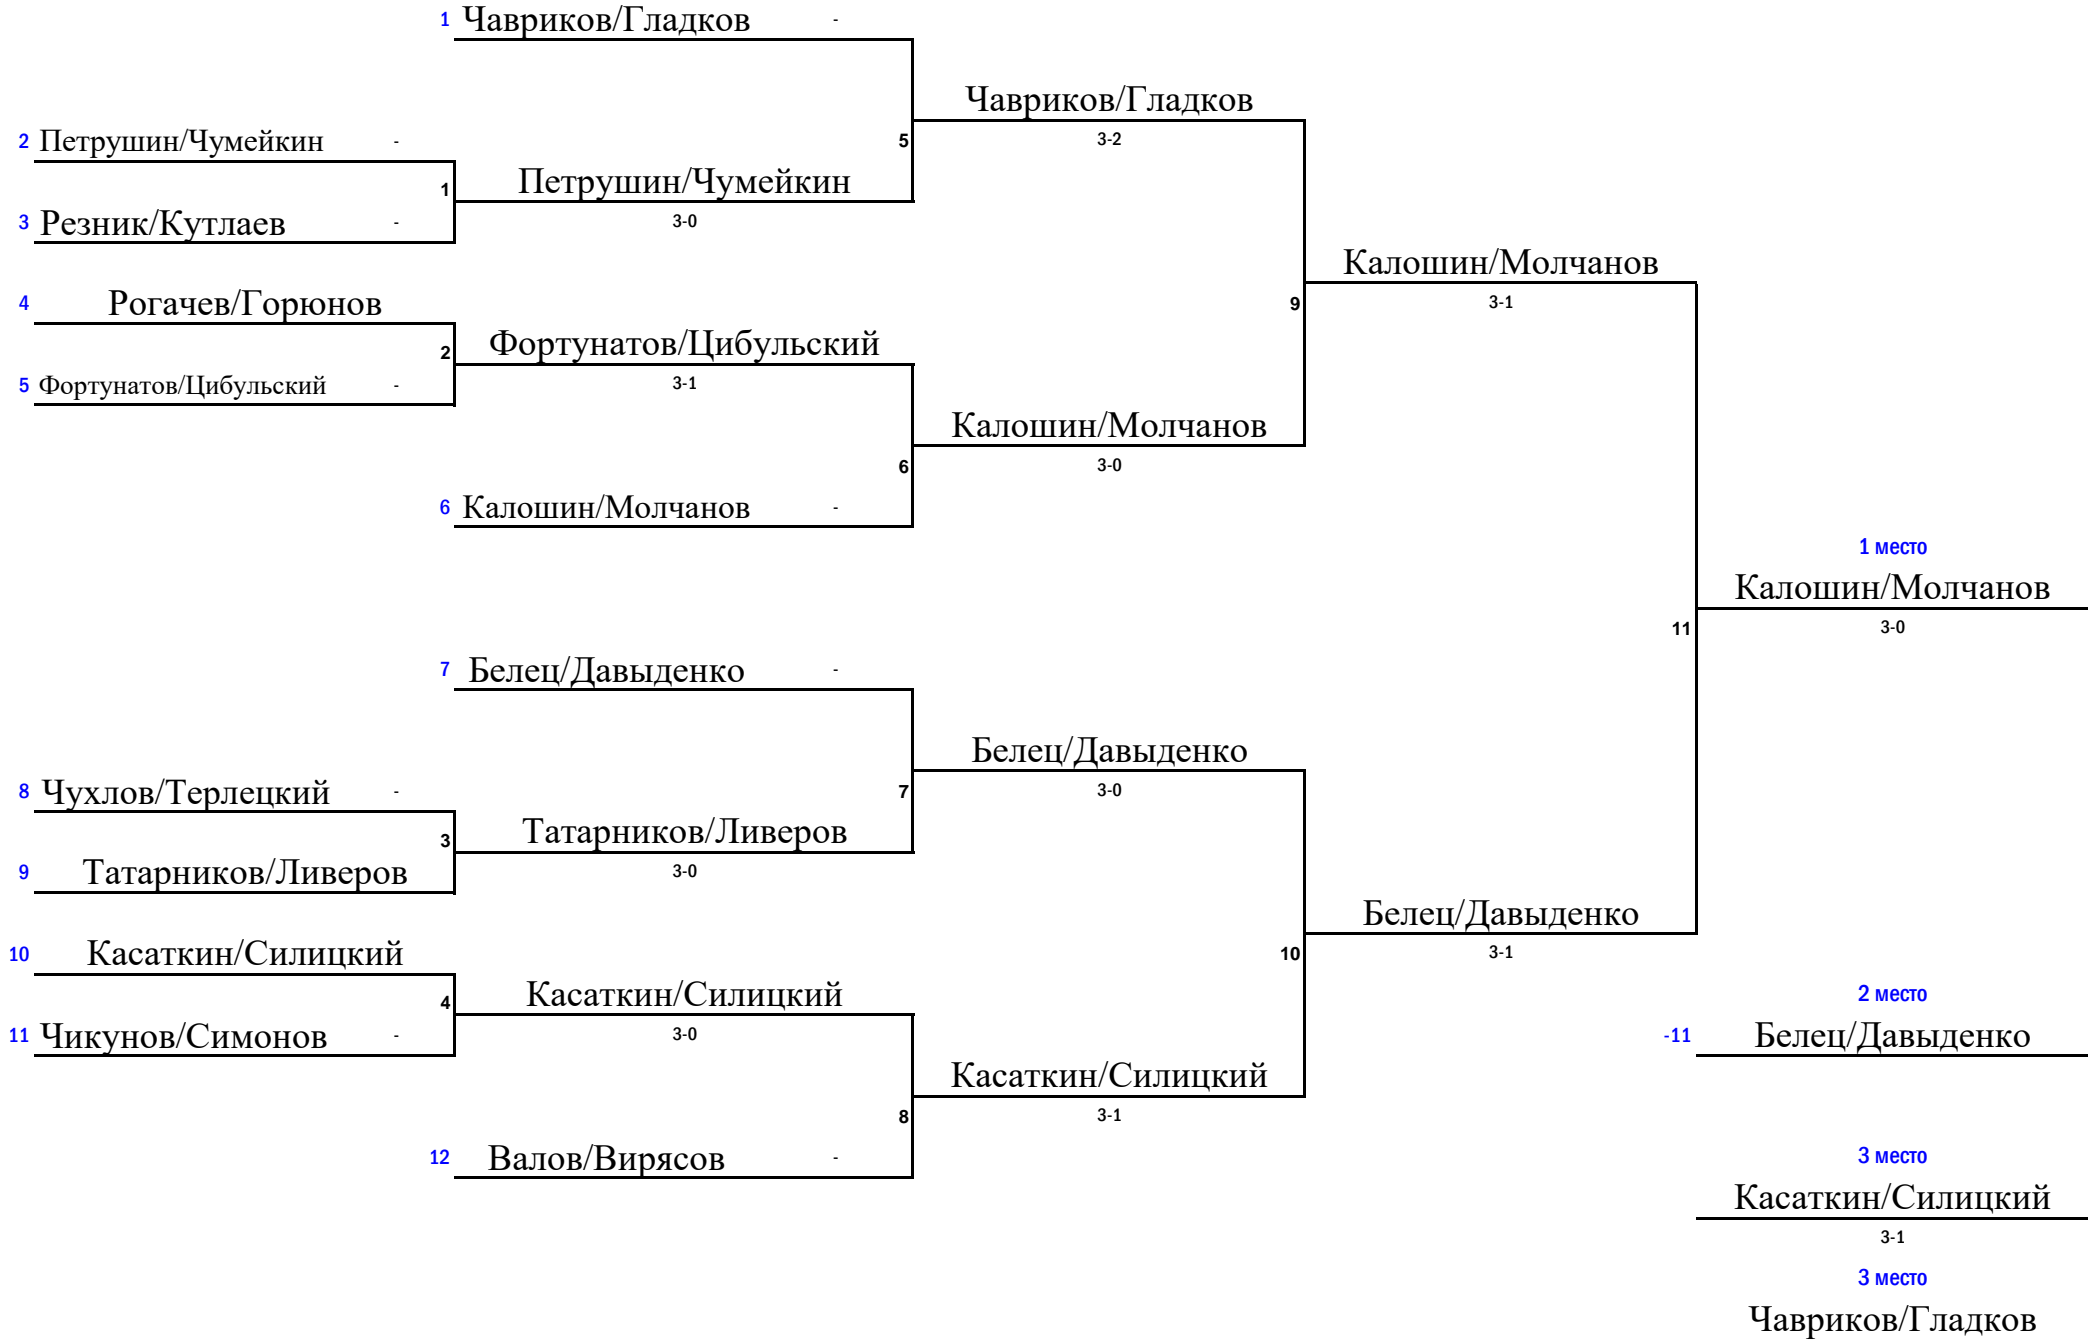 1 Чавриков/Гладков -
Чавриков/Гладков
2 Петрушин/Чумейкин - 5 3-2
1 Петрушин/Чумейкин
3 Резник/Кутлаев - 3-0
Калошин/Молчанов
4 Рогачев/Горюнов 9 3-1
2 Фортунатов/Цибульский
5 Фортунатов/Цибульский - 3-1
Калошин/Молчанов
6 3-0
6 Калошин/Молчанов -
1 место
Калошин/Молчанов
11 3-0
7 Белец/Давыденко -
Белец/Давыденко
8 Чухлов/Терлецкий - 7 3-0
3 Татарников/Ливеров
9 Татарников/Ливеров 3-0
Белец/Давыденко
10 Касаткин/Силицкий 10 3-1
4 Касаткин/Силицкий 2 место
11 Чикунов/Симонов - 3-0 -11 Белец/Давыденко
Касаткин/Силицкий
8 3-1
12 Валов/Вирясов - 3 место
Касаткин/Силицкий
3-1
3 место
Чавриков/Гладков